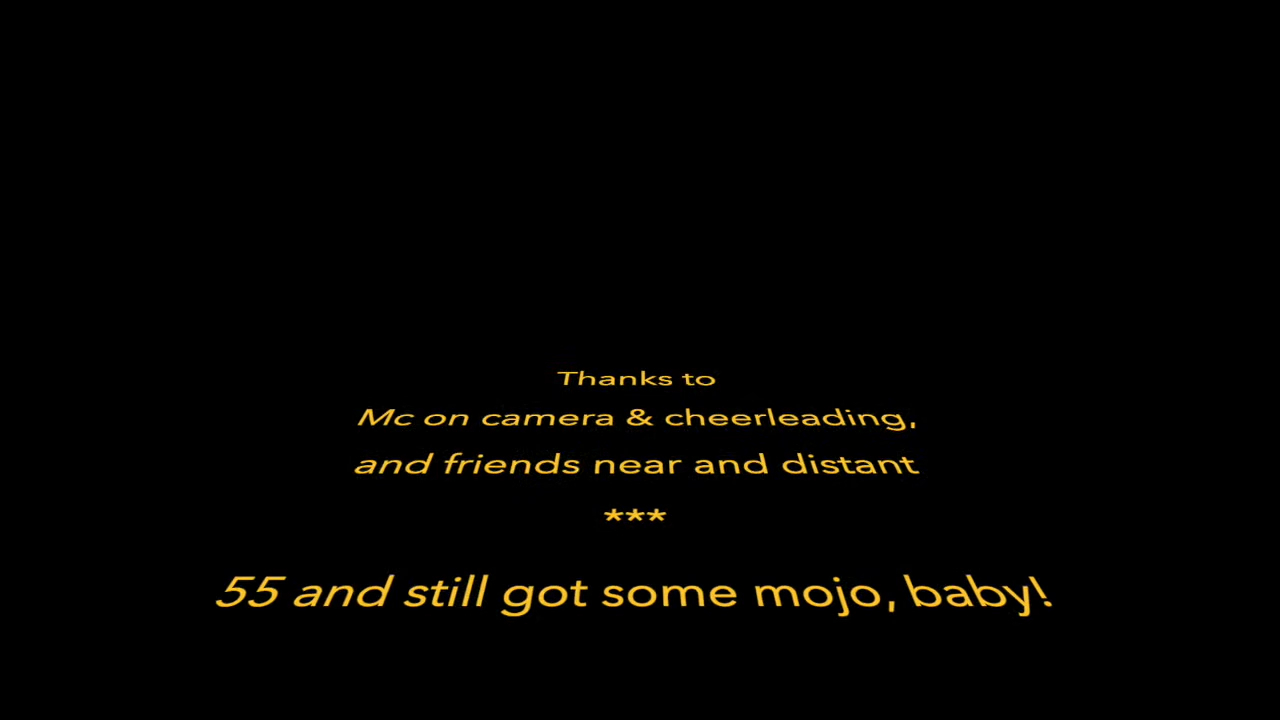 Thanks to
Mc on camera & cheerleading,
and friends near and distant
***
55 and still got some mojo, baby!